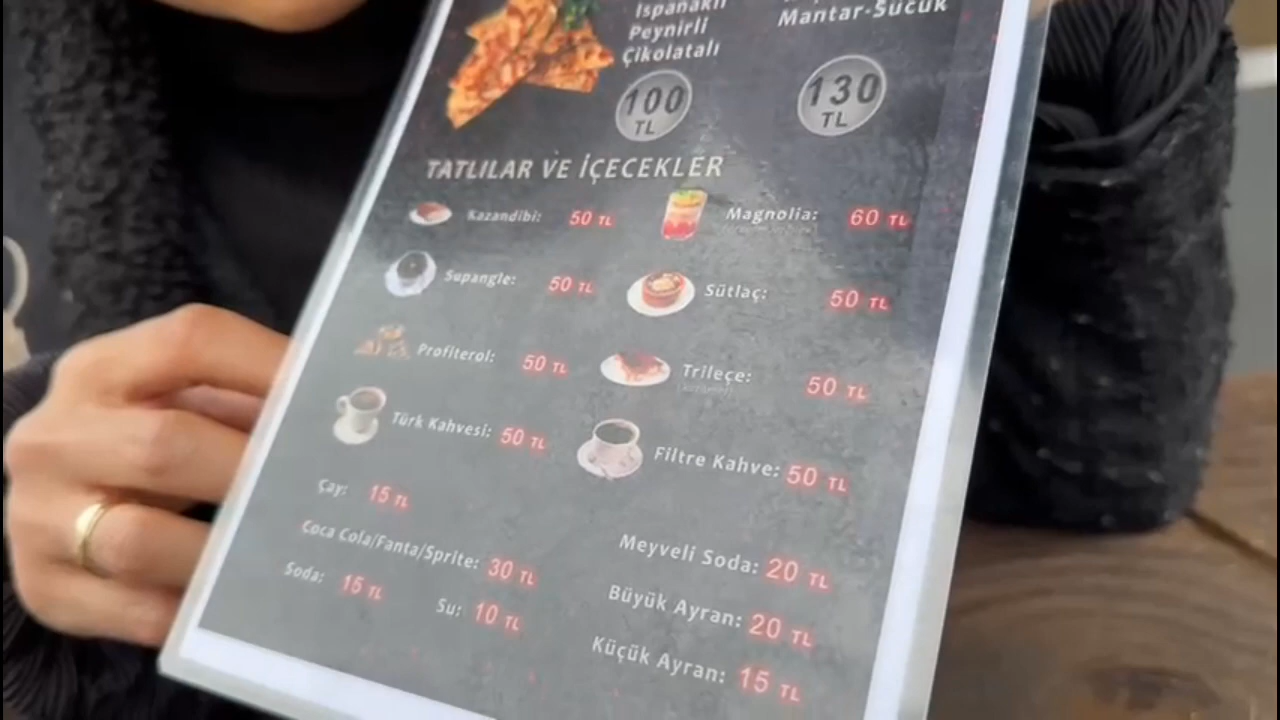 Ispanaklı
Peynirli
Çikolatalı
100
TL
Mantar-Sucuk
130
TL
TATLILAR VE İÇECEKLER
Kazandibi: 50 TL
Magnolia: 60 TL
Supangle: 50 TL
Sütlaç: 50 TL
Profiterol: 50 TL
Trileçe: 50 TL
Türk Kahvesi: 50 TL
Filtre Kahve: 50 TL
Çay: 15 TL
Coca Cola/Fanta/Sprite: 30 TL
Meyveli Soda: 20 TL
Soda: 15 TL
Su: 10 TL
Büyük Ayran: 20 TL
Küçük Ayran: 15 TL